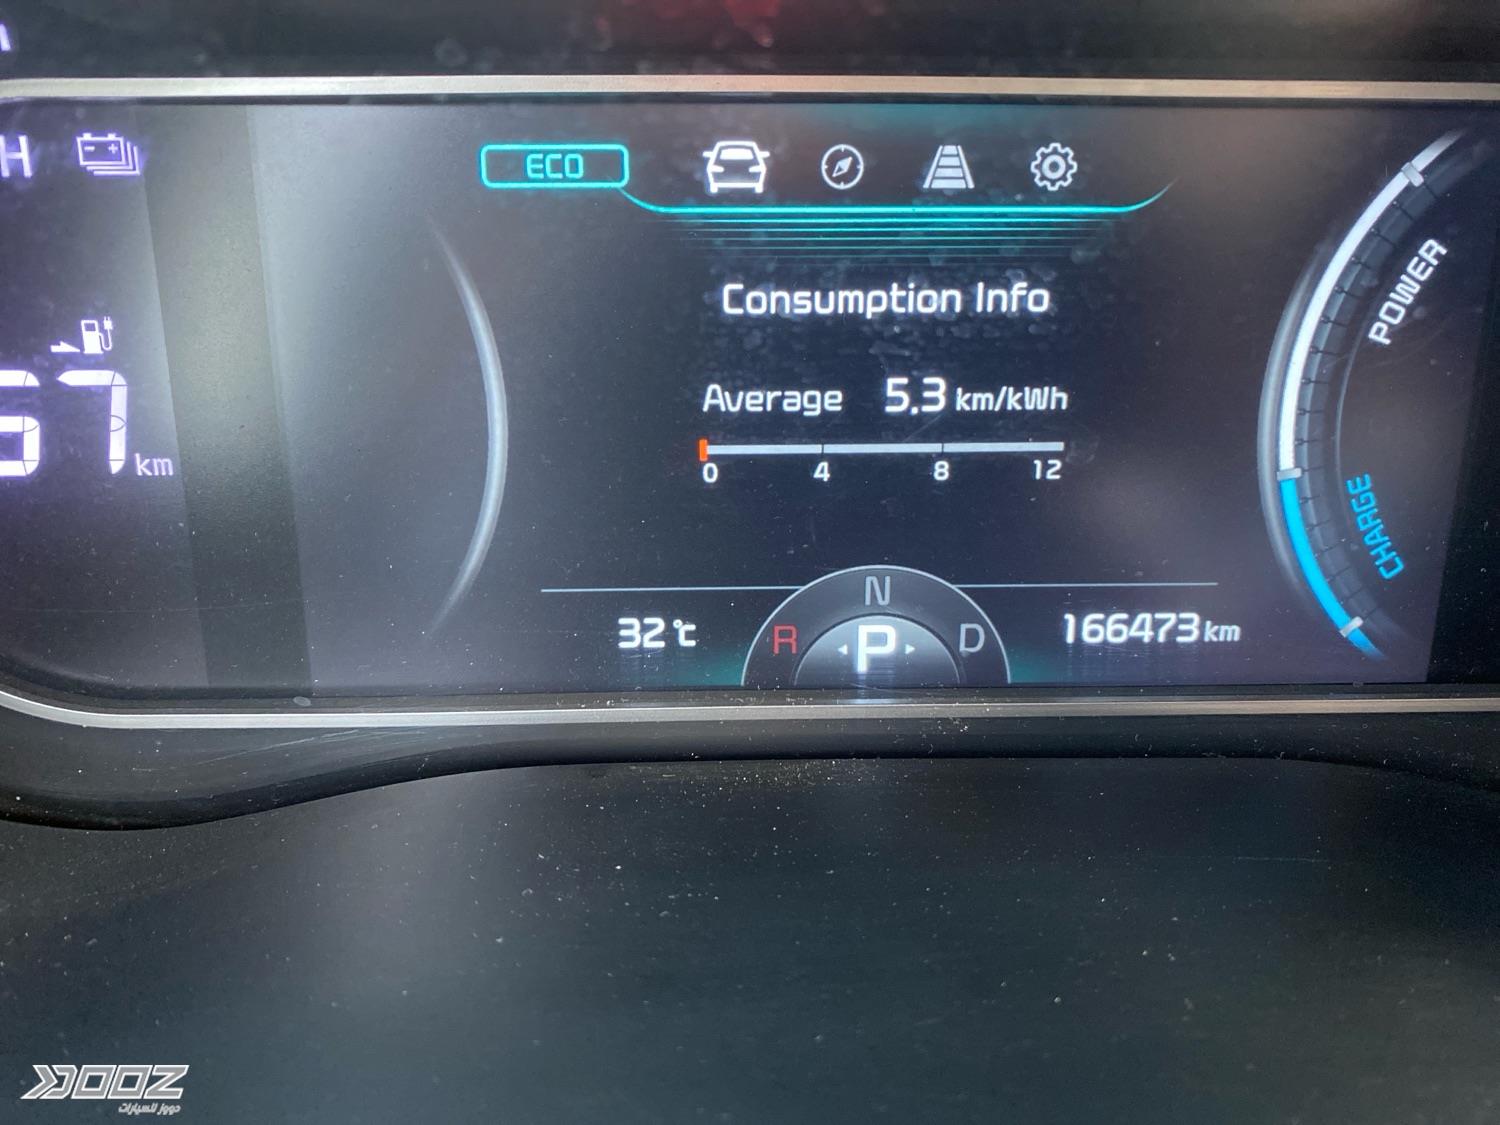 H
ECO
Consumption Info
Average 5.3 km/kWh
0 4 8 12
57 km
POWER
CHARGE
N
R P D
32 ℃
166473 km
DOOZ
دووز للسيارات